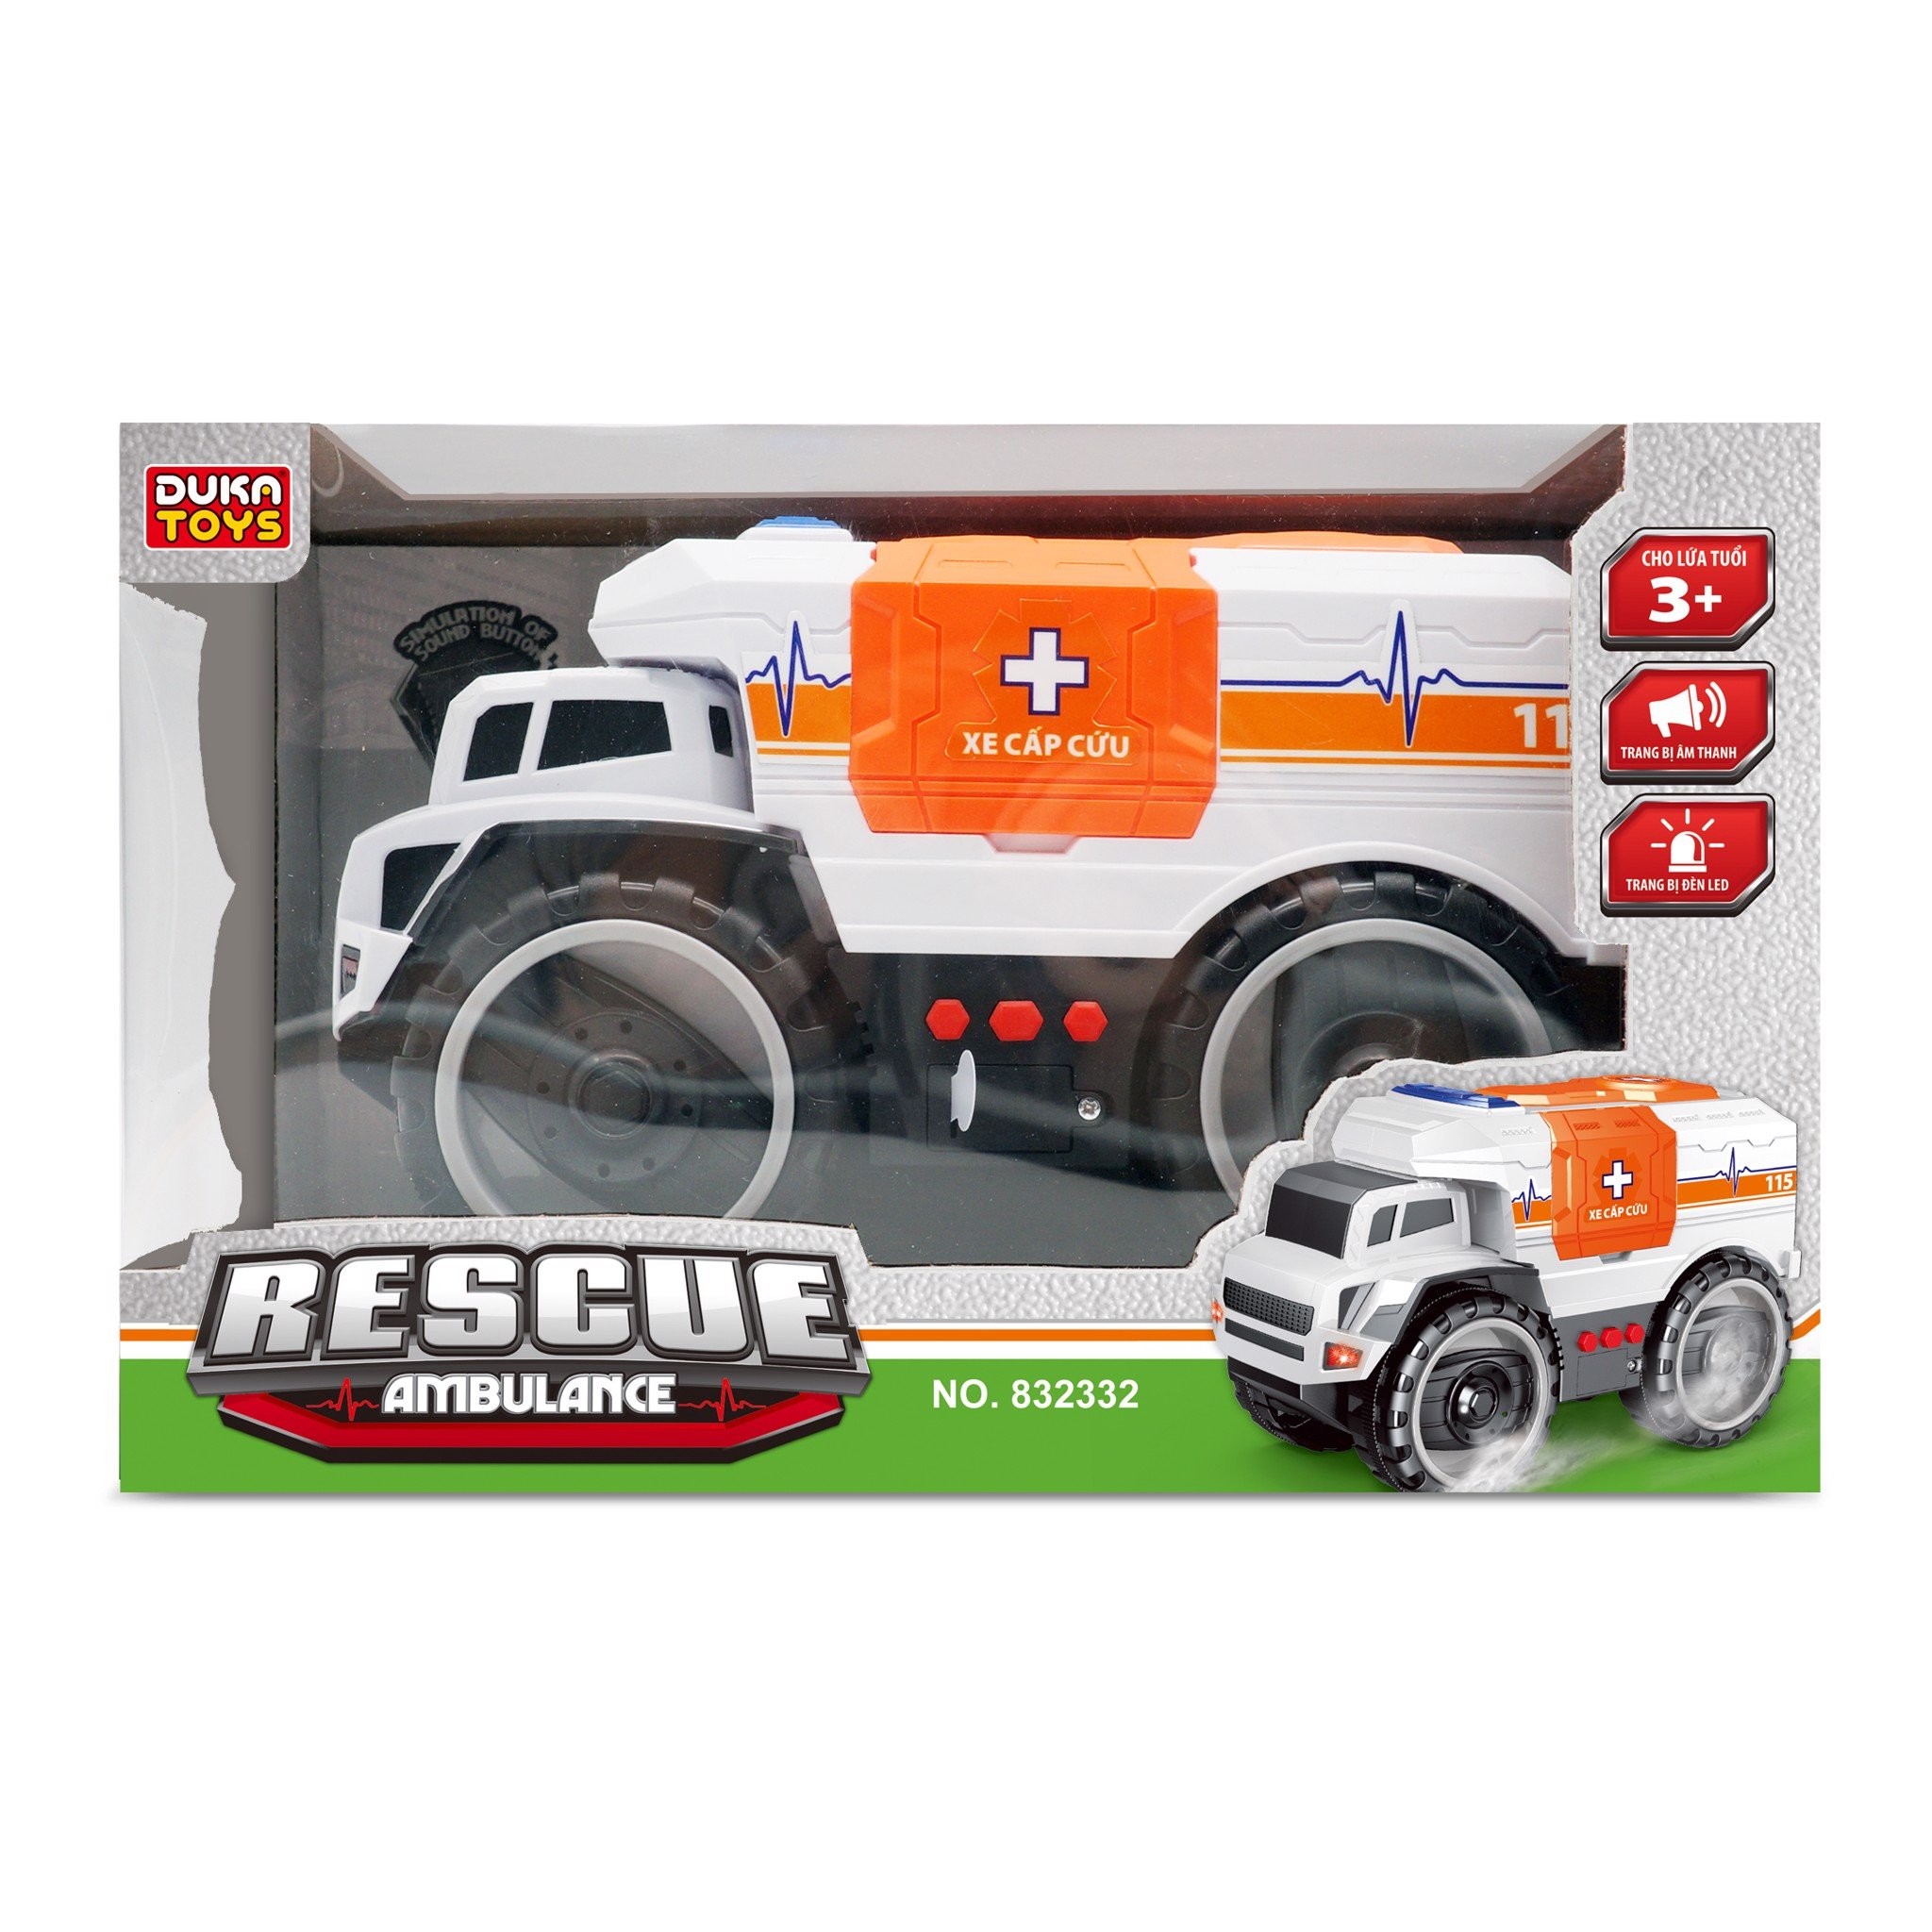 DUKA
TOYS
SIMULATION OF
SOUND BUTTON
CHO LỨA TUỔI
3+
TRANG BỊ ÂM THANH
TRANG BỊ ĐÈN LED
XE CẤP CỨU
11
115
XE CẤP CỨU
RESCUE
AMBULANCE
NO. 832332